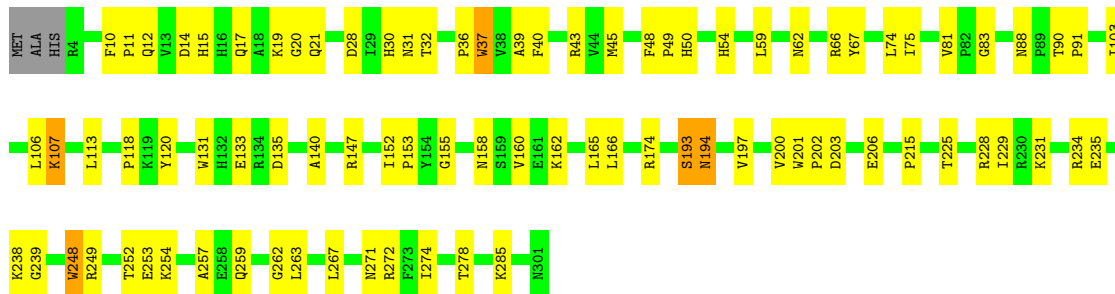 MET ALA HIS R4 F10 P11 Q12 V13 D14 H15 H16 Q17 A18 K19 G20 Q21 D28 I29 H30 N31 T32 P36 W37 V38 A39 F40 R43 V44 M45 F48 P49 H50 H54 L59 N62 R66 Y67 L74 I75 V81 P82 G83 N88 P89 T90 P91
L106 K107 L113 P118 K119 Y120 W131 H132 E133 R134 D135 A140 R147 I152 P153 Y154 G155 N158 S159 V160 E161 K162 L165 L166 R174 S193 N194 V197 V200 W201 P202 D203 E206 P215 T225 R228 I229 R230 K231 R234 E235
K238 G239 W248 R249 T252 E253 K254 A257 E258 Q259 G262 L263 L267 N271 R272 F273 I274 T278 K285 N301